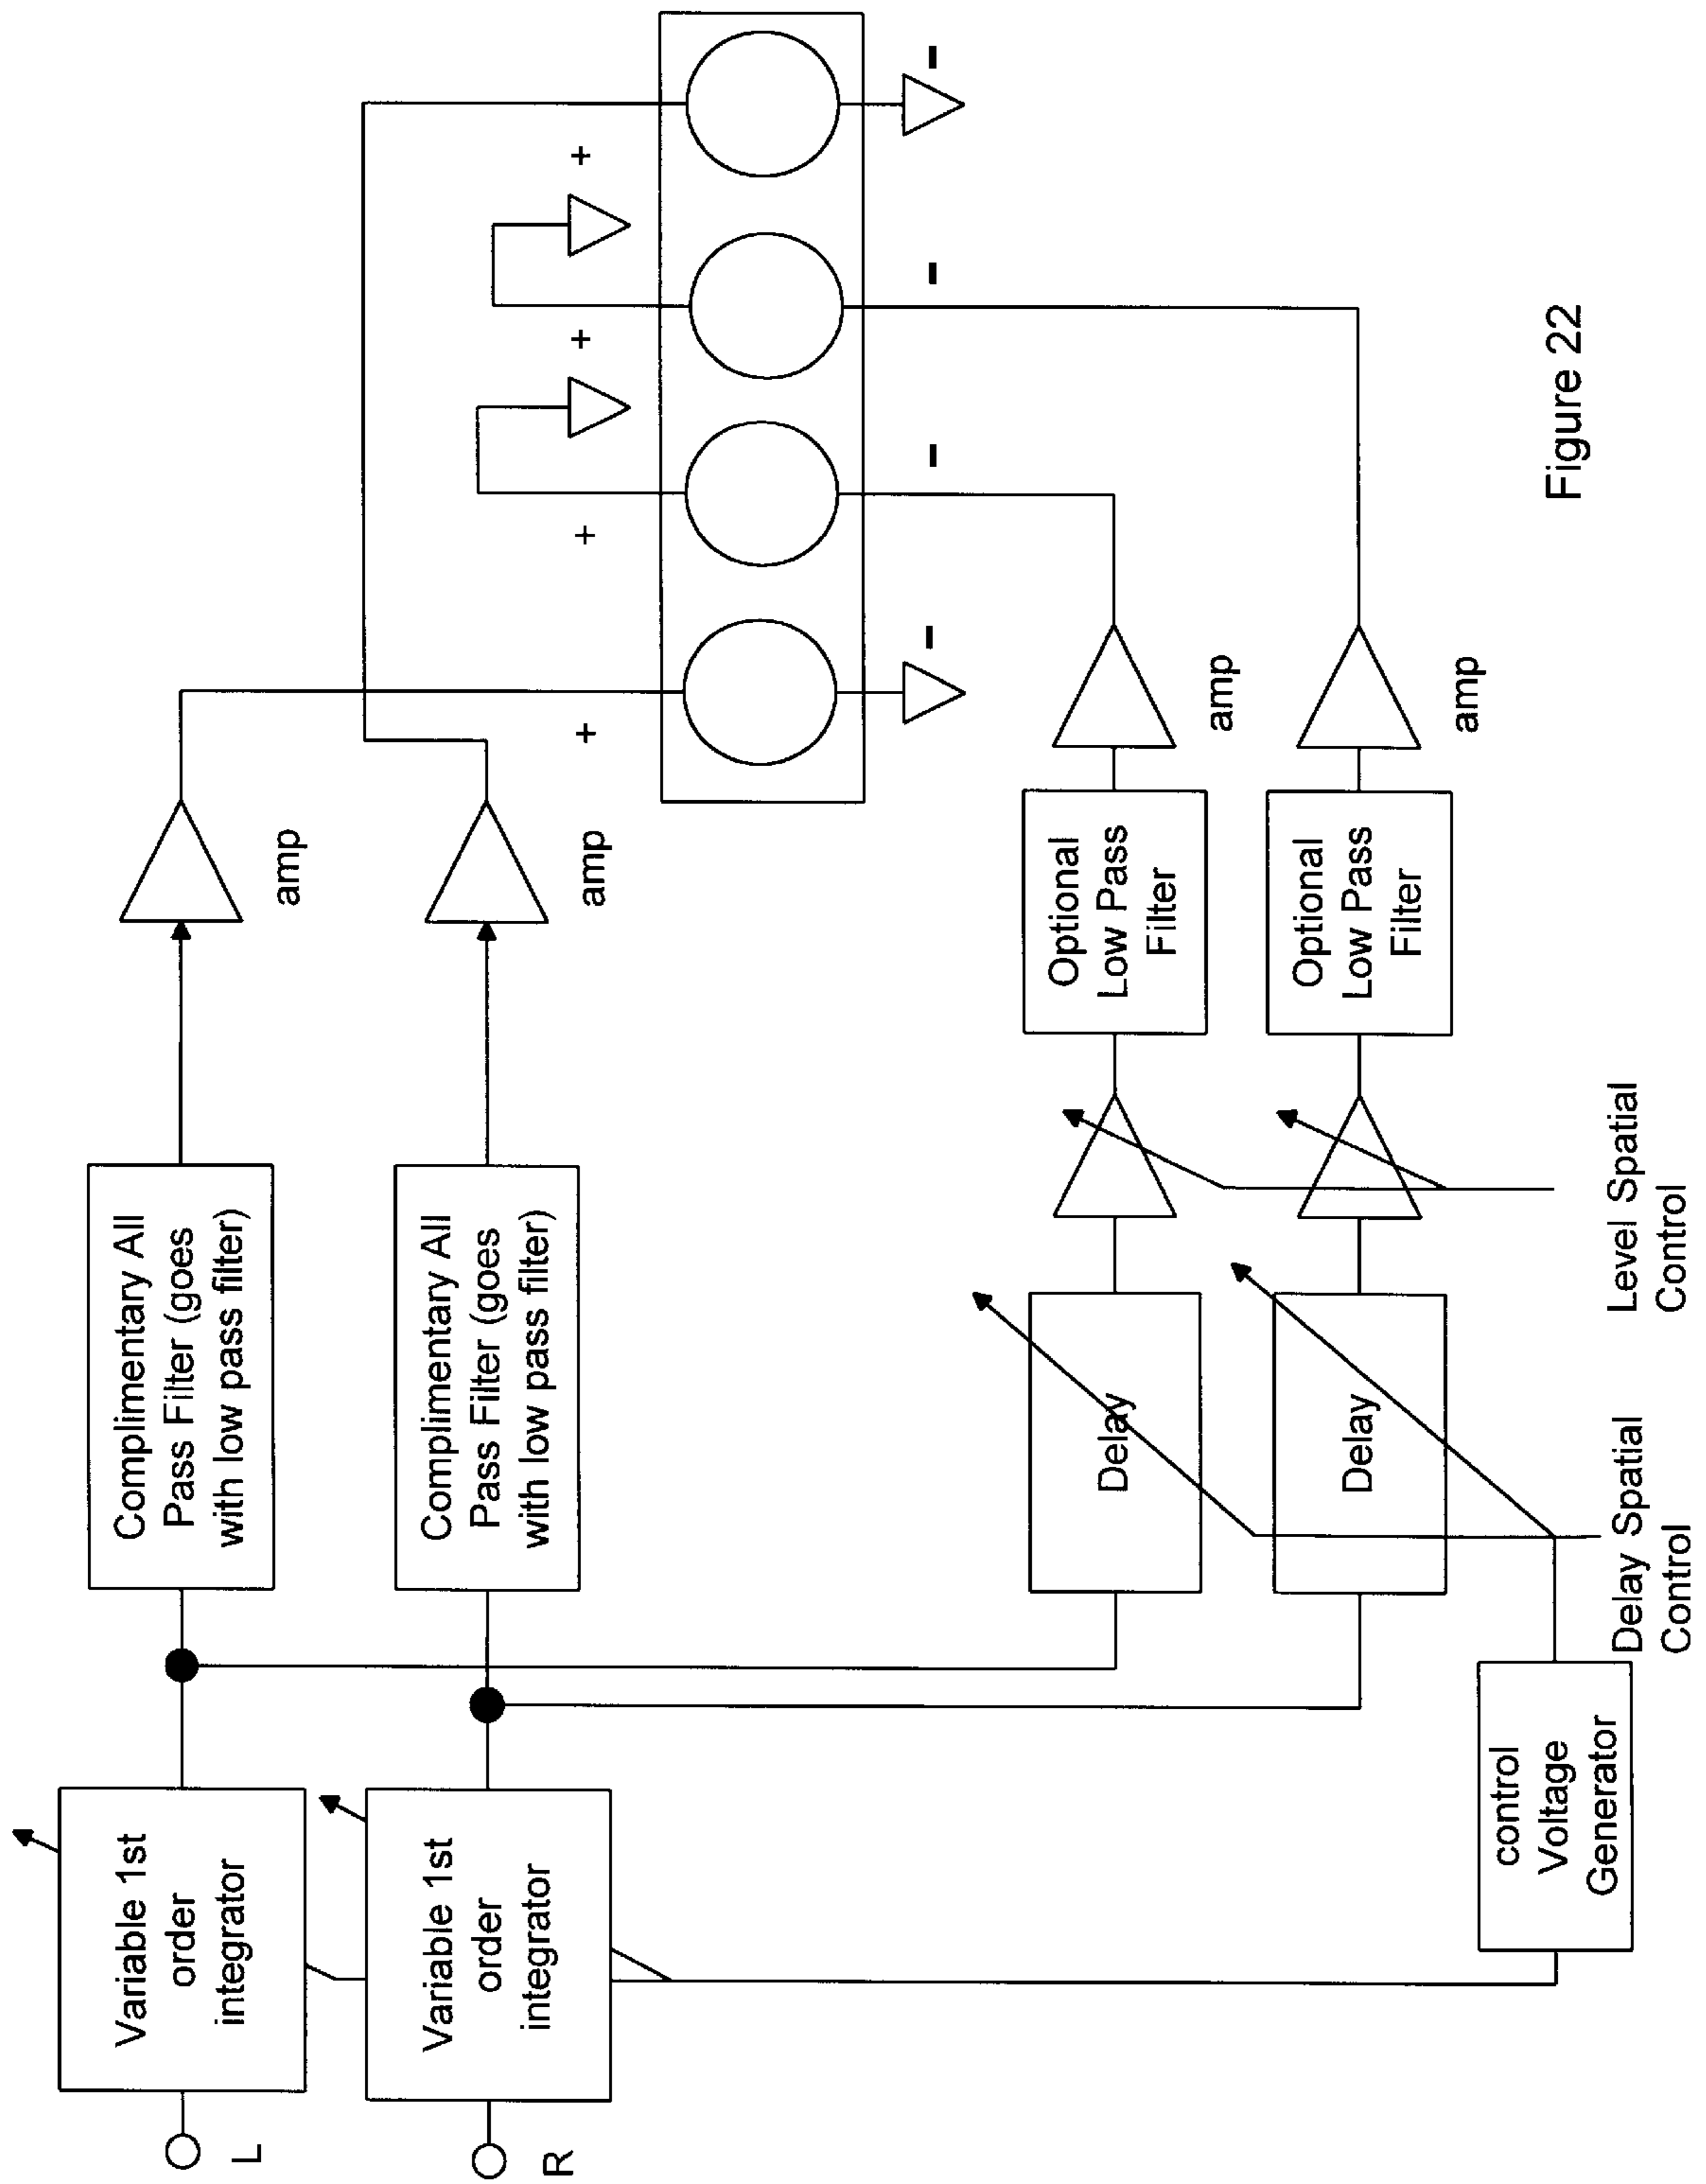 L
Variable 1st
order
integrator
Complimentary All
Pass Filter (goes
with low pass filter)
amp
R
Variable 1st
order
integrator
Complimentary All
Pass Filter (goes
with low pass filter)
amp
+
+
+
+
-
-
-
-
Delay
Optional
Low Pass
Filter
amp
Delay
Optional
Low Pass
Filter
amp
control
Voltage
Generator
Delay Spatial
Control
Level Spatial
Control
Figure 22